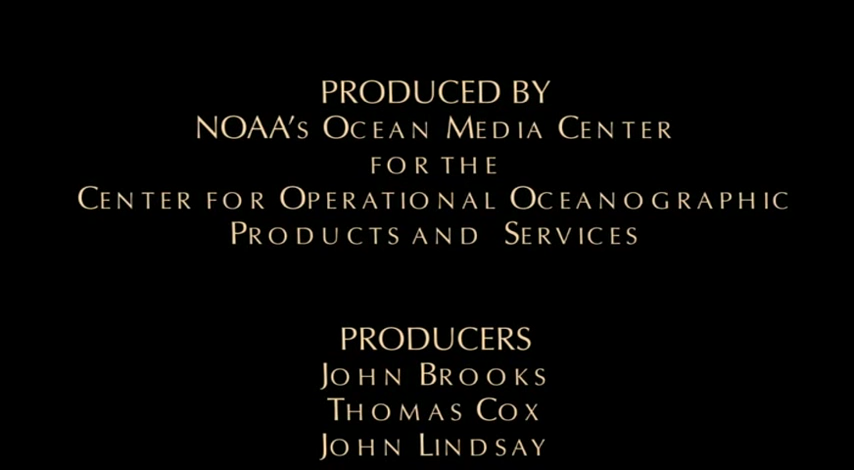 PRODUCED BY
NOAA'S OCEAN MEDIA CENTER
FOR THE
CENTER FOR OPERATIONAL OCEANOGRAPHIC
PRODUCTS AND SERVICES
PRODUCERS
JOHN BROOKS
THOMAS COX
JOHN LINDSAY